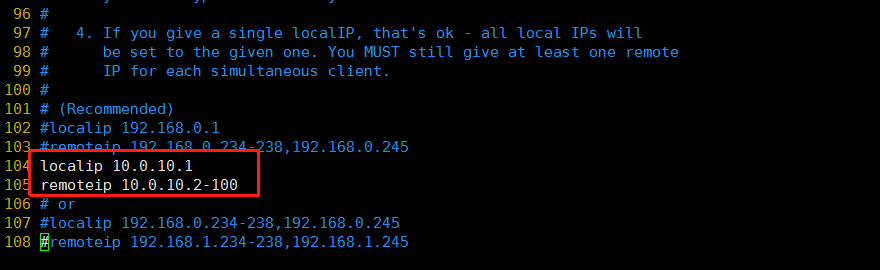 96 #
97 #   4. If you give a single localIP, that's ok - all local IPs will
98 #      be set to the given one. You MUST still give at least one remote
99 #      IP for each simultaneous client.
100 #
101 # (Recommended)
102 #localip 192.168.0.1
103 #remoteip 192.168.0.234-238,192.168.0.245
104 localip 10.0.10.1
105 remoteip 10.0.10.2-100
106 # or
107 #localip 192.168.0.234-238,192.168.0.245
108 #remoteip 192.168.1.234-238,192.168.1.245